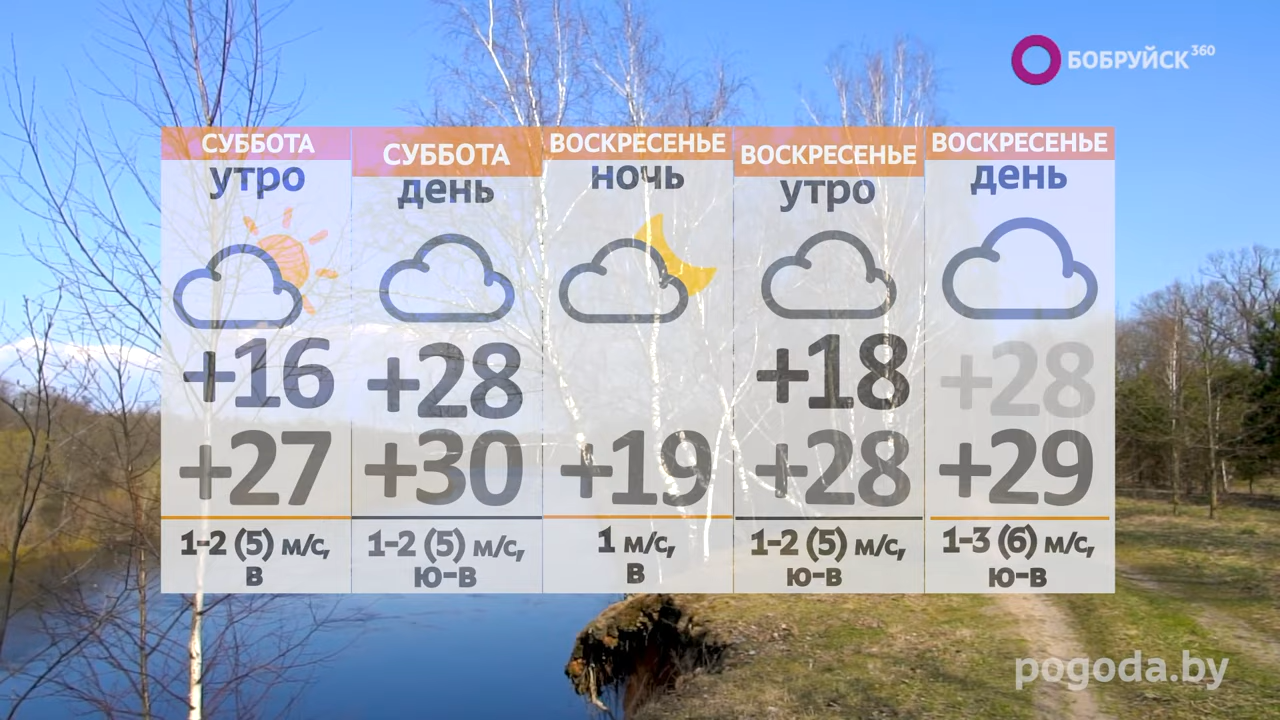 БОБРУЙСК360
СУББОТА
утро
+16
+27
1-2 (5) м/с,
в
СУББОТА
день
+28
+30
1-2 (5) м/с,
ю-в
ВОСКРЕСЕНЬЕ
ночь
+19
1 м/с,
в
ВОСКРЕСЕНЬЕ
утро
+18
+28
1-2 (5) м/с,
ю-в
ВОСКРЕСЕНЬЕ
день
+28
+29
1-3 (6) м/с,
ю-в
pogoda.by